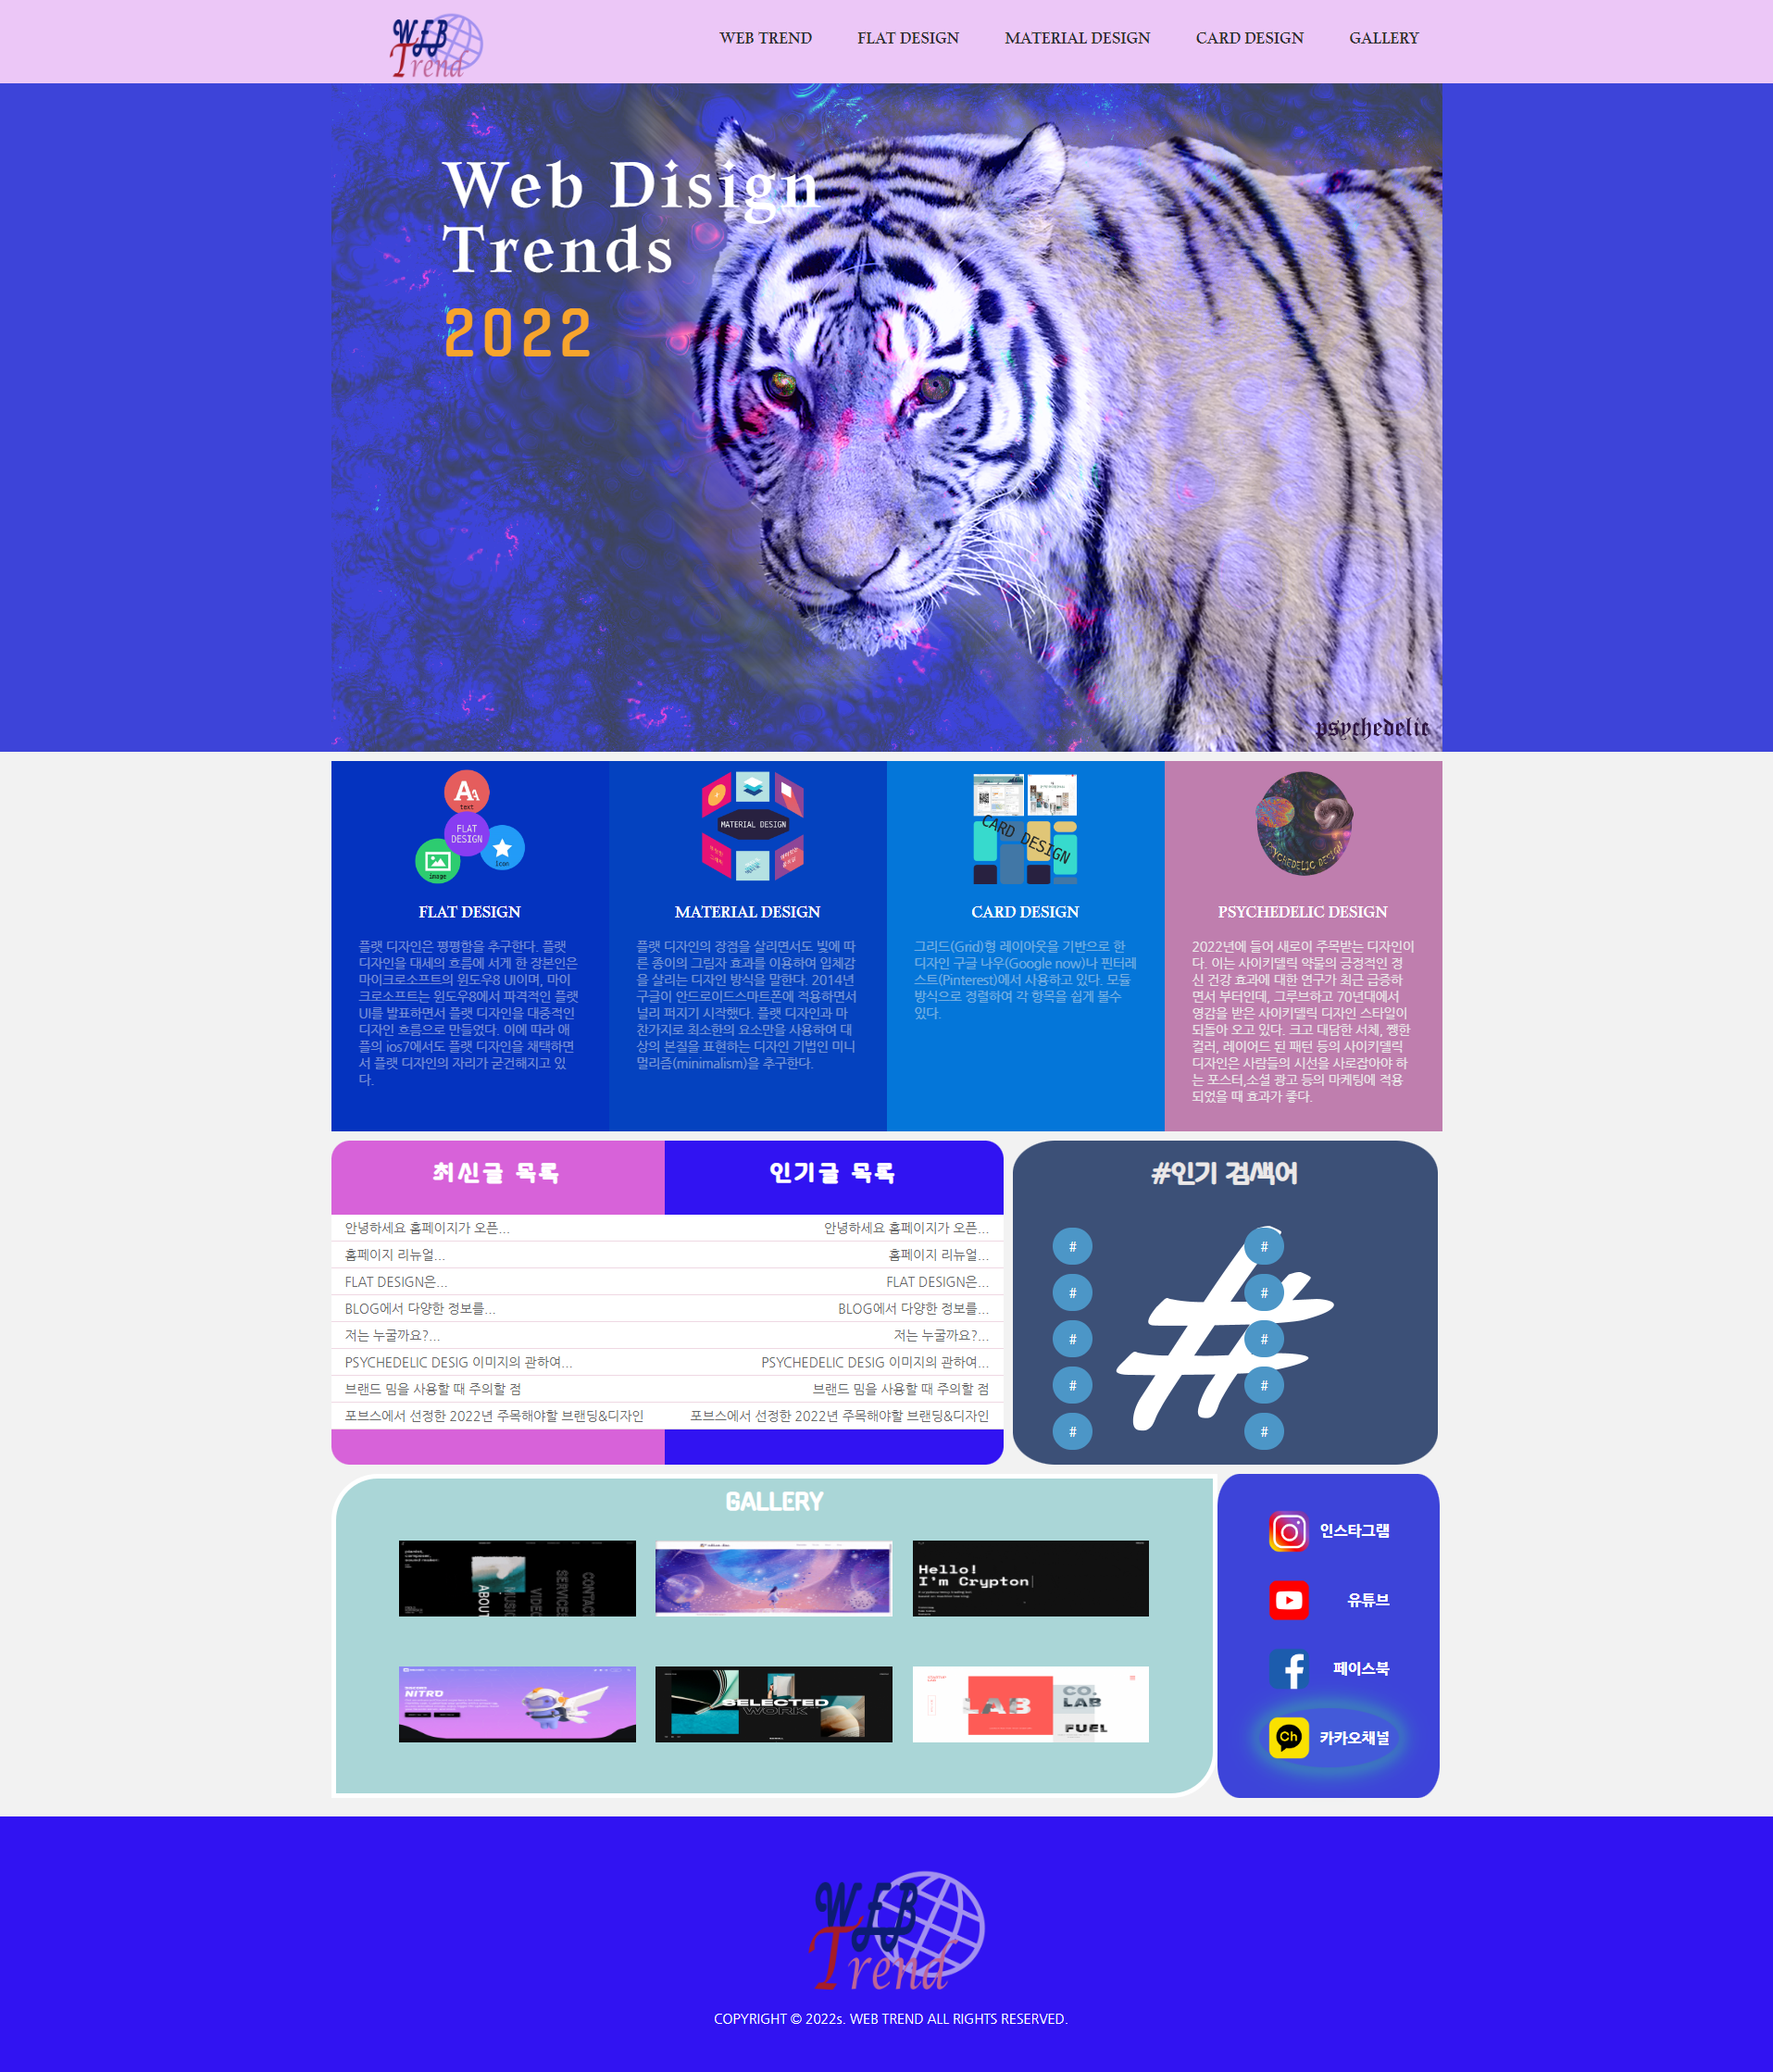 WEB
Trend
WEB TREND
FLAT DESIGN
MATERIAL DESIGN
CARD DESIGN
GALLERY
Web Disign
Trends
2022
psychedelic
text
FLAT
DESIGN
image
icon
MATERIAL DESIGN
CARD DESIGN
PSYCHEDELIC DESIGN
FLAT DESIGN
플랫 디자인은 평평함을 추구한다. 플랫
디자인을 대세의 흐름에 서게 한 장본인은
마이크로소프트의 윈도우8 UI이며, 마이
크로소프트는 윈도우8에서 파격적인 플랫
UI를 발표하면서 플랫 디자인을 대중적인
디자인 흐름으로 만들었다. 이에 따라 애
플의 ios7에서도 플랫 디자인을 채택하면
서 플랫 디자인의 자리가 굳건해지고 있
다.
MATERIAL DESIGN
플랫 디자인의 장점을 살리면서도 빛에 따
른 종이의 그림자 효과를 이용하여 입체감
을 살리는 디자인 방식을 말한다. 2014년
구글이 안드로이드스마트폰에 적용하면서
널리 퍼지기 시작했다. 플랫 디자인과 마
찬가지로 최소한의 요소만을 사용하여 대
상의 본질을 표현하는 디자인 기법인 미니
멀리즘(minimalism)을 추구한다.
CARD DESIGN
그리드(Grid)형 레이아웃을 기반으로 한
디자인 구글 나우(Google now)나 핀터레
스트(Pinterest)에서 사용하고 있다. 모듈
방식으로 정렬하여 각 항목을 쉽게 볼수
있다.
PSYCHEDELIC DESIGN
2022년에 들어 새로이 주목받는 디자인이
다. 이는 사이키델릭 약물의 긍정적인 정
신 건강 효과에 대한 연구가 최근 급증하
면서 부터인데, 그루브하고 70년대에서
영감을 받은 사이키델릭 디자인 스타일이
되돌아 오고 있다. 크고 대담한 서체, 쨍한
컬러, 레이어드 된 패턴 등의 사이키델릭
디자인은 사람들의 시선을 사로잡아야 하
는 포스터,소셜 광고 등의 마케팅에 적용
되었을 때 효과가 좋다.
최신글 목록
안녕하세요 홈페이지가 오픈...
홈페이지 리뉴얼...
FLAT DESIGN은...
BLOG에서 다양한 정보를...
저는 누굴까요?...
PSYCHEDELIC DESIG 이미지의 관하여...
브랜드 밈을 사용할 때 주의할 점
포브스에서 선정한 2022년 주목해야할 브랜딩&디자인
인기글 목록
안녕하세요 홈페이지가 오픈...
홈페이지 리뉴얼...
FLAT DESIGN은...
BLOG에서 다양한 정보를...
저는 누굴까요?...
PSYCHEDELIC DESIG 이미지의 관하여...
브랜드 밈을 사용할 때 주의할 점
포브스에서 선정한 2022년 주목해야할 브랜딩&디자인
#인기 검색어
#
# #
# #
# #
# #
# #
GALLERY
ABOUT
MUSIC
VIDEO
SERVICES
CONTACT
Hello!
I'm Crypton
NITRO
SELECTED
WORK
LAB
CO.
LAB
FUEL
인스타그램
유튜브
페이스북
Ch
카카오채널
WEB
Trend
COPYRIGHT © 2022s. WEB TREND ALL RIGHTS RESERVED.